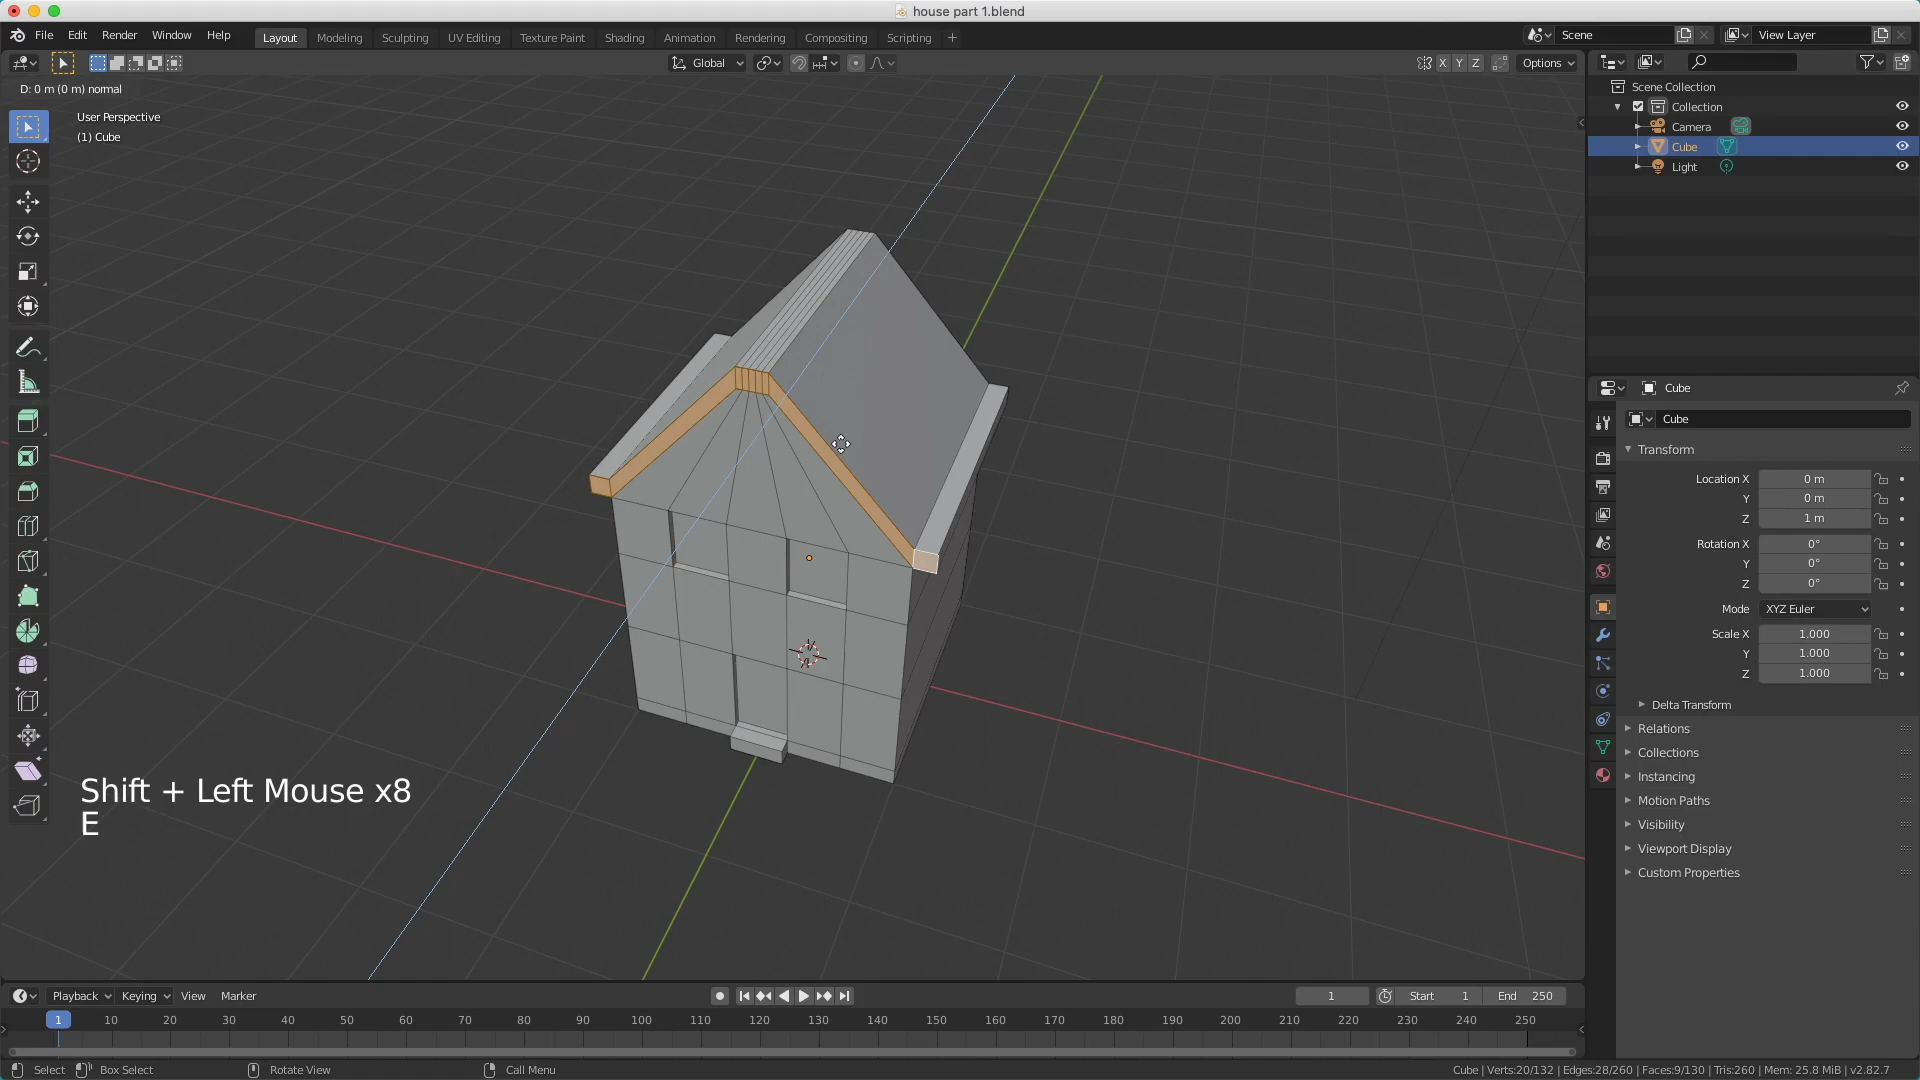 house part 1.blend
File Edit Render Window Help Layout Modeling Sculpting UV Editing Texture Paint Shading Animation Rendering Compositing Scripting + Scene View Layer
Global X Y Z Options
D: 0 m (0 m) normal
User Perspective
(1) Cube
Scene Collection
Collection
Camera
Cube
Light
Cube
Cube
Transform
Location X 0 m
Y 0 m
Z 1 m
Rotation X 0°
Y 0°
Z 0°
Mode XYZ Euler
Scale X 1.000
Y 1.000
Z 1.000
Delta Transform
Relations
Collections
Instancing
Motion Paths
Visibility
Viewport Display
Custom Properties
Shift + Left Mouse x8
E
Playback Keying View Marker 1 Start 1 End 250
1 10 20 30 40 50 60 70 80 90 100 110 120 130 140 150 160 170 180 190 200 210 220 230 240 250
Select Box Select Rotate View Call Menu Cube | Verts:20/132 | Edges:28/260 | Faces:9/130 | Tris:260 | Mem: 25.8 MiB | v2.82.7